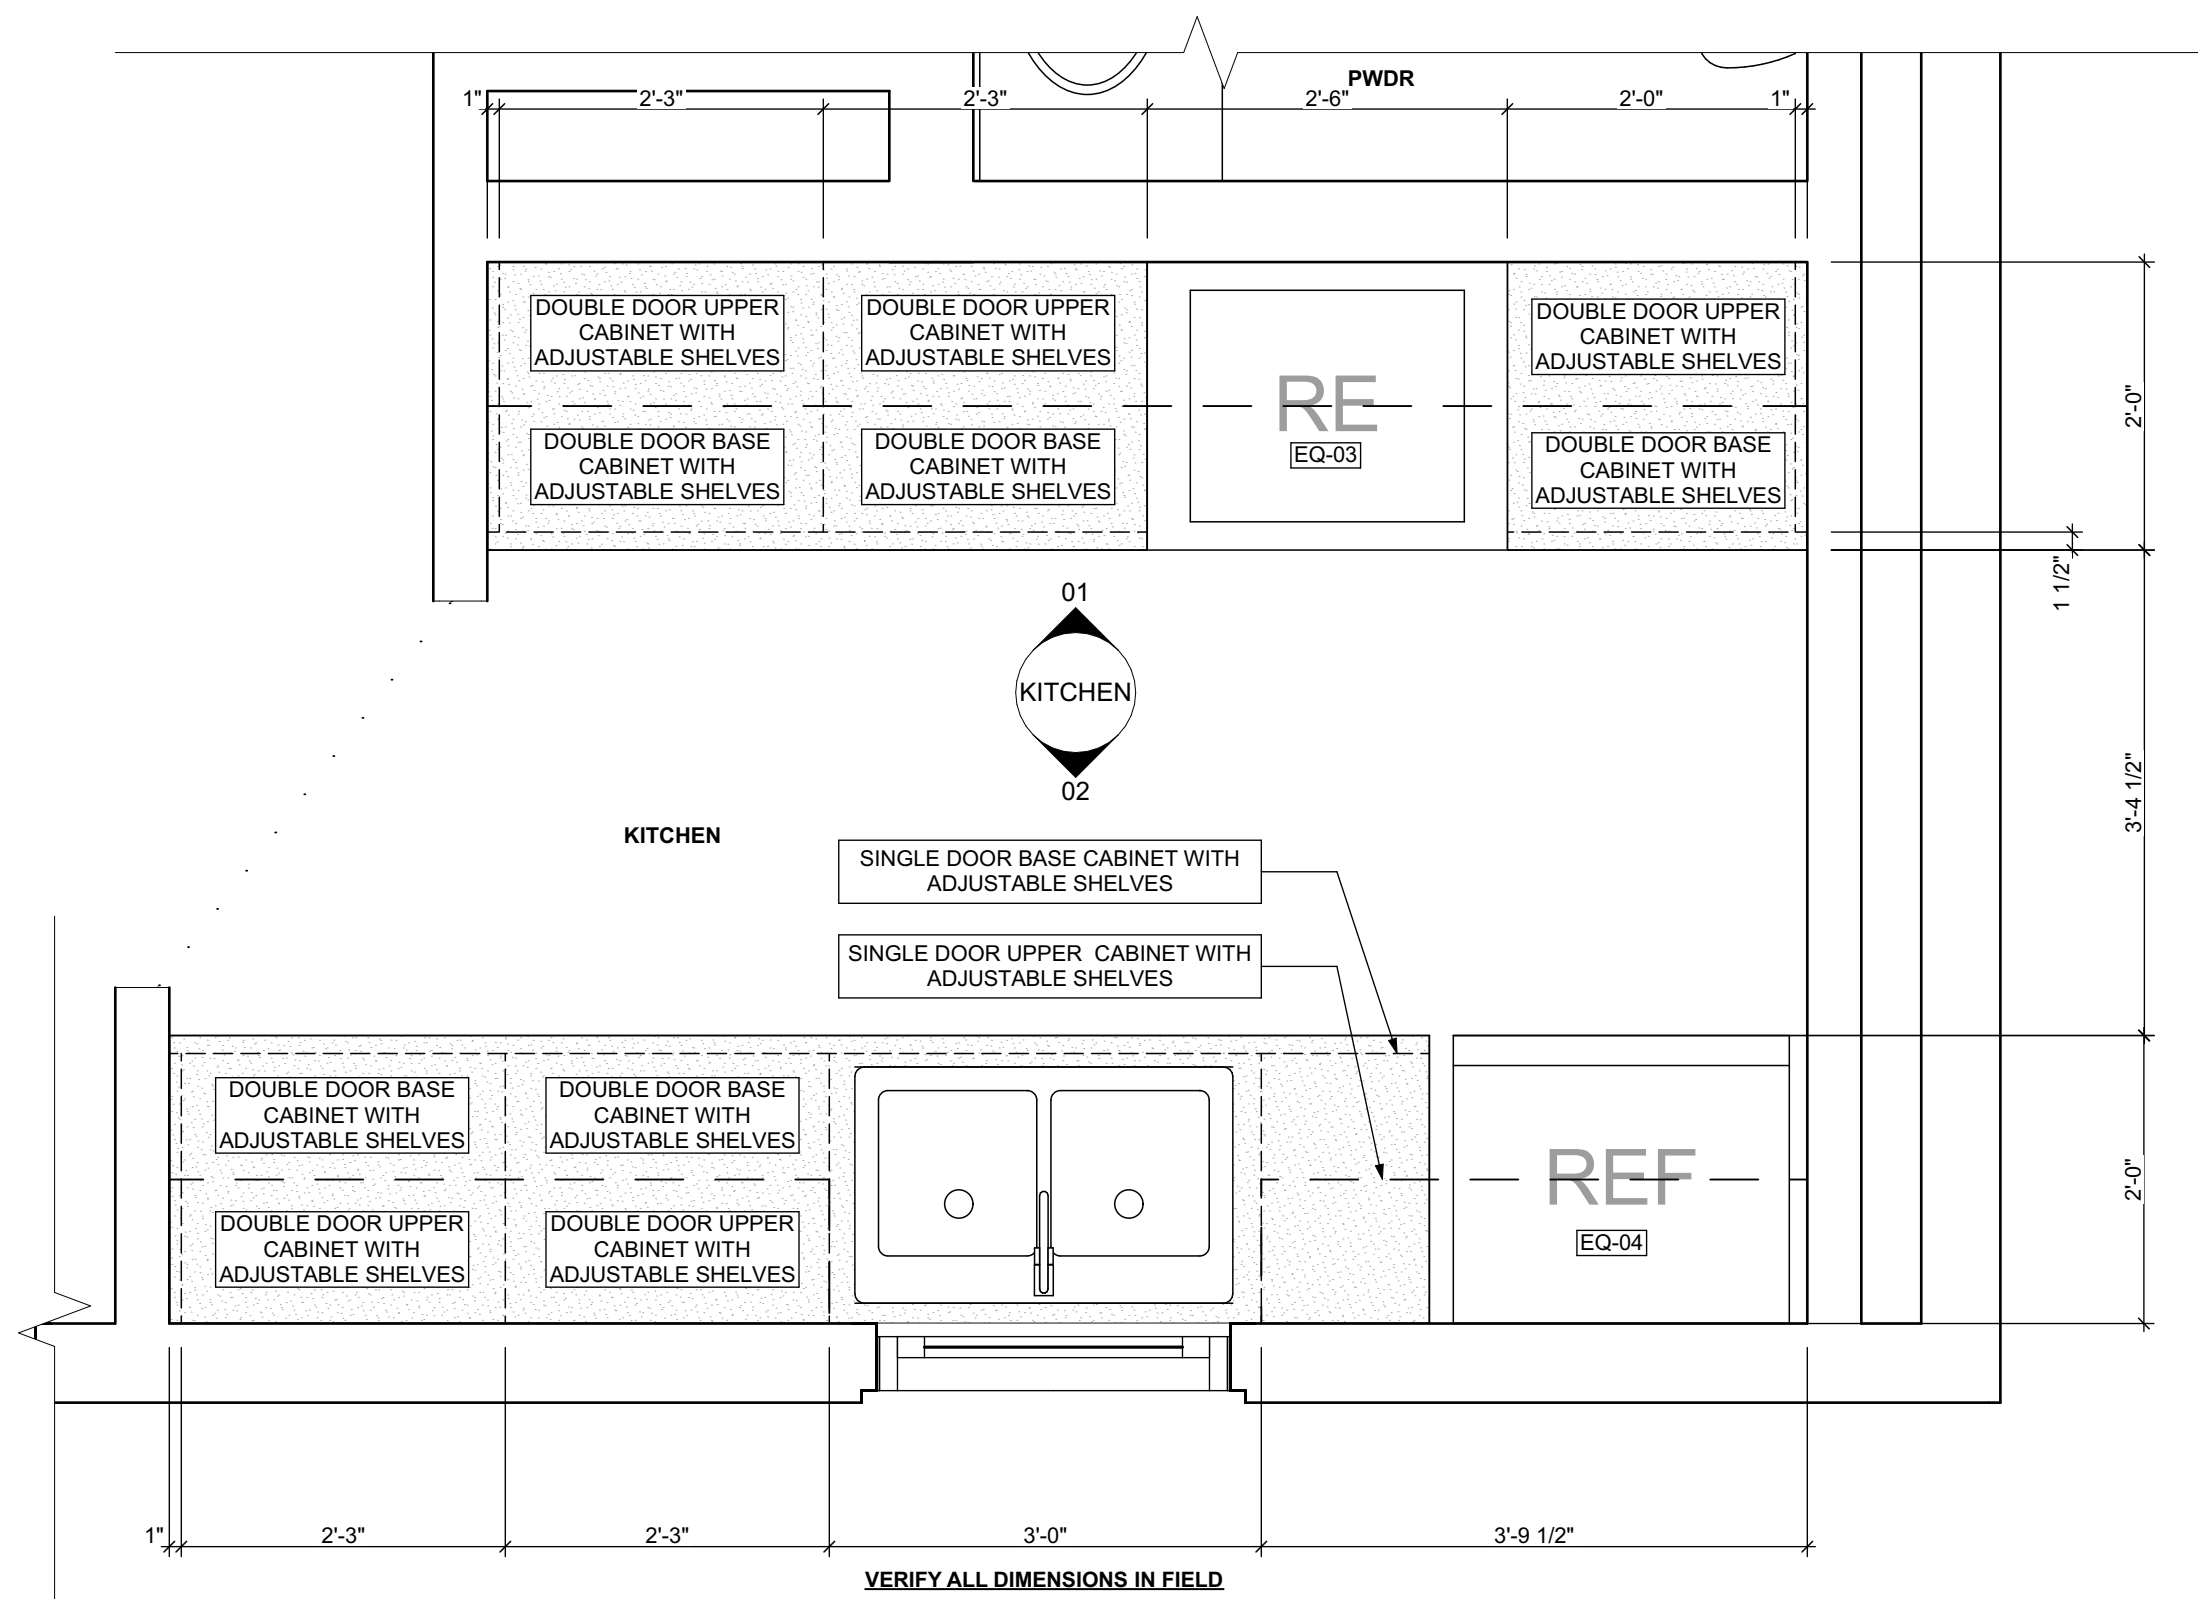 PWDR
1" 2'-3" 2'-3" 2'-6" 2'-0" 1"
DOUBLE DOOR UPPER
CABINET WITH
ADJUSTABLE SHELVES
DOUBLE DOOR UPPER
CABINET WITH
ADJUSTABLE SHELVES
DOUBLE DOOR UPPER
CABINET WITH
ADJUSTABLE SHELVES
RE
EQ-03
DOUBLE DOOR BASE
CABINET WITH
ADJUSTABLE SHELVES
DOUBLE DOOR BASE
CABINET WITH
ADJUSTABLE SHELVES
DOUBLE DOOR BASE
CABINET WITH
ADJUSTABLE SHELVES
2'-0"
1 1/2"
01
KITCHEN
02
3'-4 1/2"
KITCHEN
SINGLE DOOR BASE CABINET WITH
ADJUSTABLE SHELVES
SINGLE DOOR UPPER  CABINET WITH
ADJUSTABLE SHELVES
DOUBLE DOOR BASE
CABINET WITH
ADJUSTABLE SHELVES
DOUBLE DOOR BASE
CABINET WITH
ADJUSTABLE SHELVES
REF
EQ-04
2'-0"
DOUBLE DOOR UPPER
CABINET WITH
ADJUSTABLE SHELVES
DOUBLE DOOR UPPER
CABINET WITH
ADJUSTABLE SHELVES
1" 2'-3" 2'-3" 3'-0" 3'-9 1/2"
VERIFY ALL DIMENSIONS IN FIELD